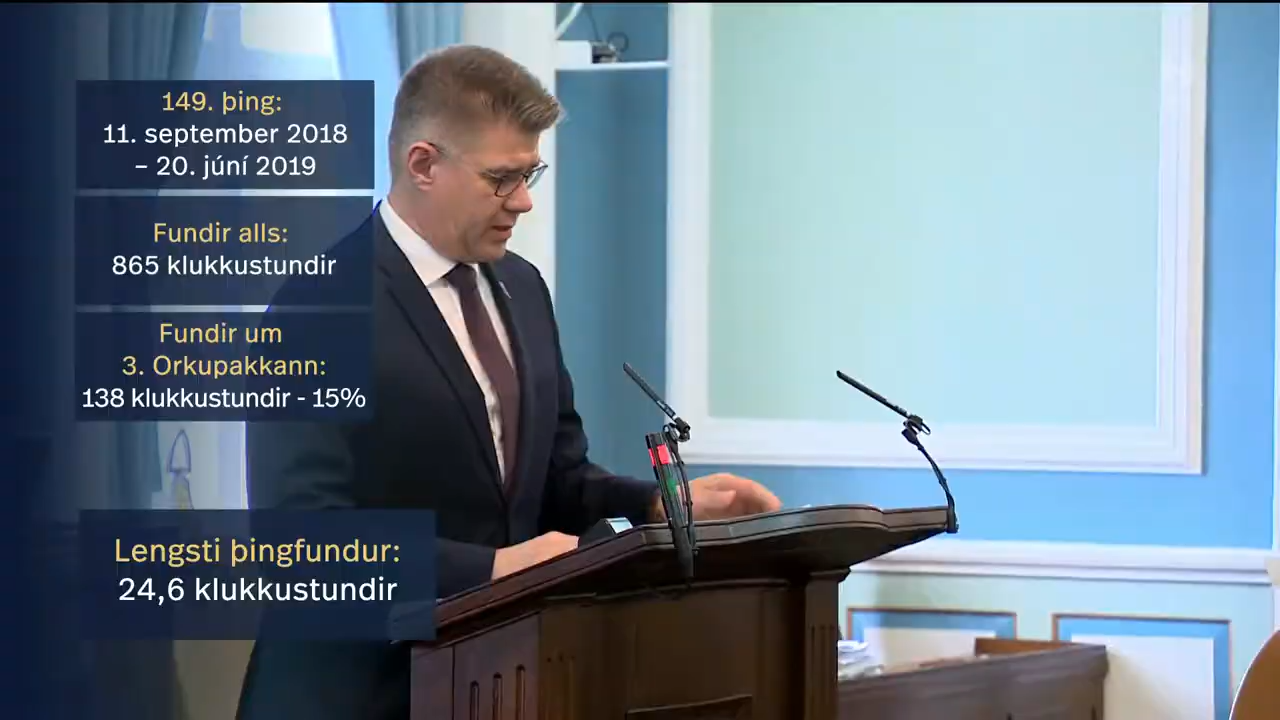 149. þing:
11. september 2018
– 20. júní 2019
Fundir alls:
865 klukkustundir
Fundir um
3. Orkupakkann:
138 klukkustundir - 15%
Lengsti þingfundur:
24,6 klukkustundir